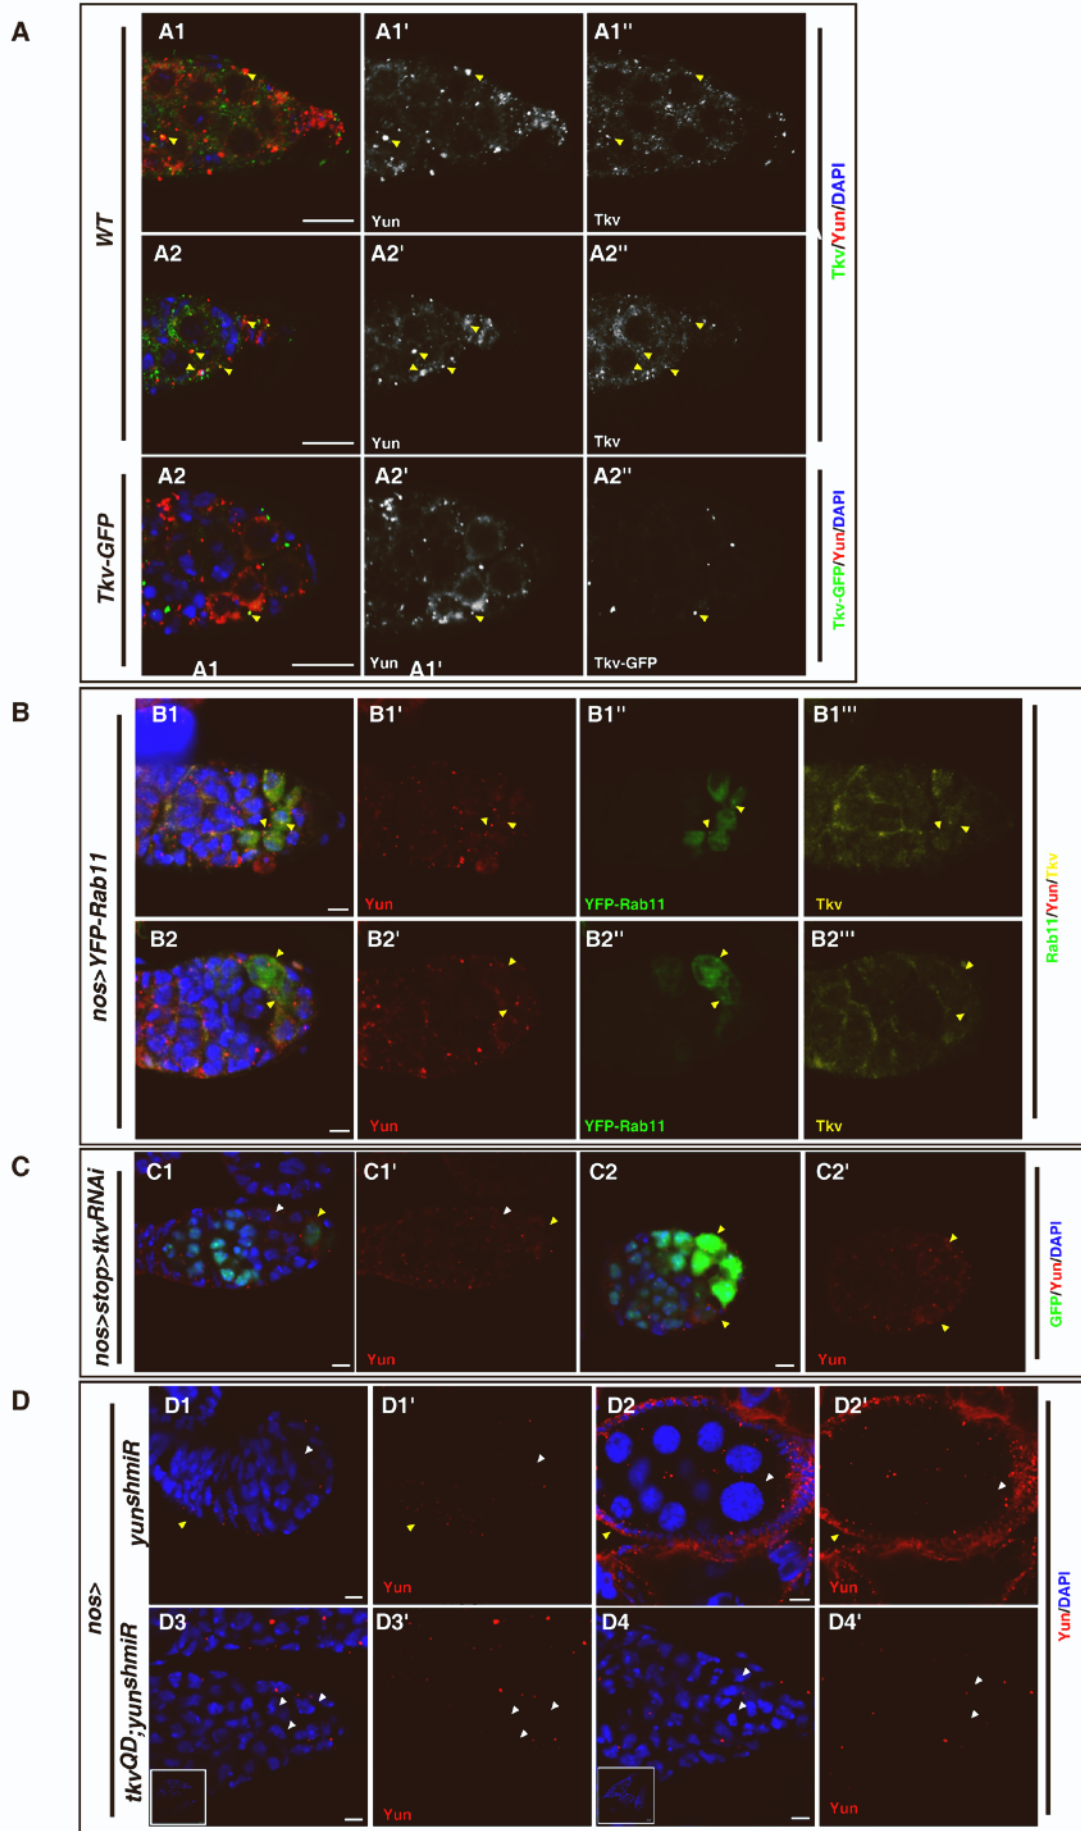 A
WT
Tkv-GFP
A1
A1'
A1''
Yun
Tkv
A2
A2'
A2''
Yun
Tkv
A2
A2'
A2''
A1
Yun
A1'
Tkv-GFP
Tkv/Yun/DAPI
Tkv-GFP/Yun/DAPI
B
nos>YFP-Rab11
B1
B1'
B1''
B1'''
Yun
YFP-Rab11
Tkv
B2
B2'
B2''
B2'''
Yun
YFP-Rab11
Tkv
Rab11/Yun/Tkv
C
nos>stop>tkvRNAi
C1
C1'
C2
C2'
Yun
Yun
GFP/Yun/DAPI
D
nos>
yunshmiR
tkvQD;yunshmiR
D1
D1'
D2
D2'
Yun
Yun
D3
D3'
D4
D4'
Yun
Yun
Yun/DAPI